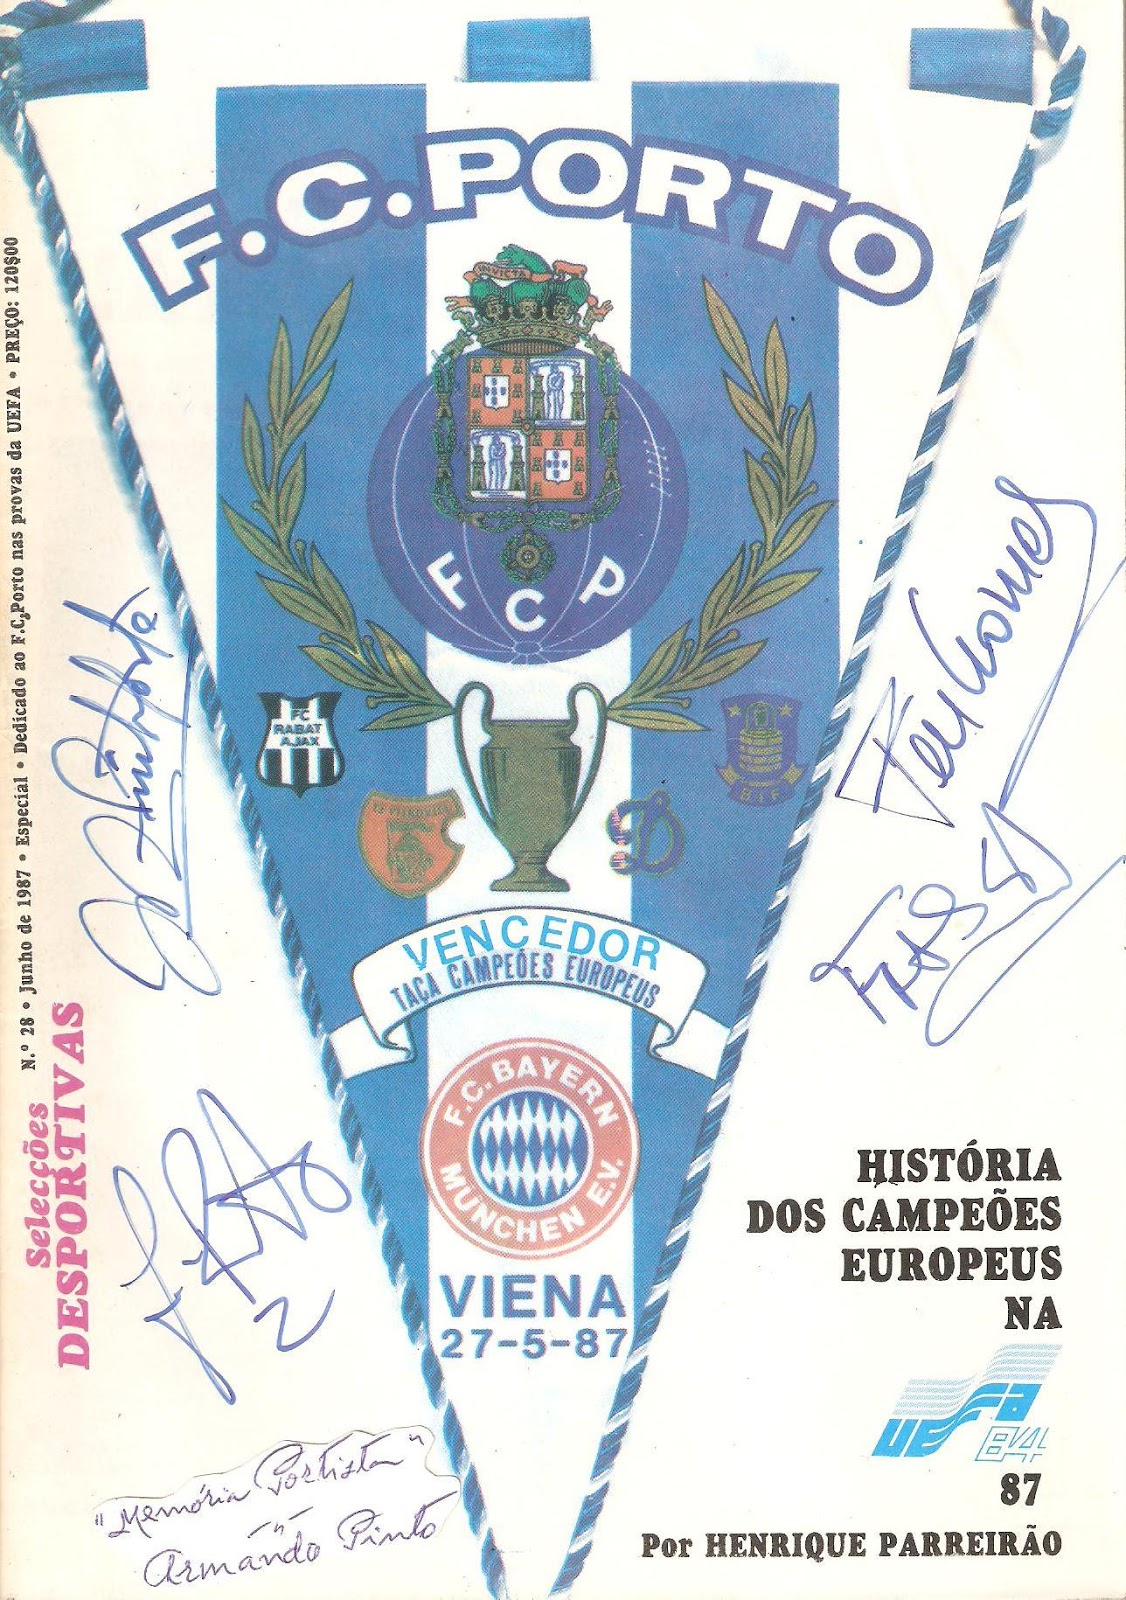 F.C.PORTO
INVICTA
FCP
FC
RABAT
AJAX
B.I.F.
VENCEDOR
TAÇA CAMPEÕES EUROPEUS
F.C. BAYERN
MÜNCHEN E.V.
VIENA
27-5-87
N.º 28 • Junho de 1987 • Especial • Dedicado ao F.C.Porto nas provas da UEFA • PREÇO: 120$00
Selecções
DESPORTIVAS
HISTÓRIA
DOS CAMPEÕES
EUROPEUS
NA
UEFA
84
87
Por HENRIQUE PARREIRÃO
"Memória Portista"
Armando Pinto